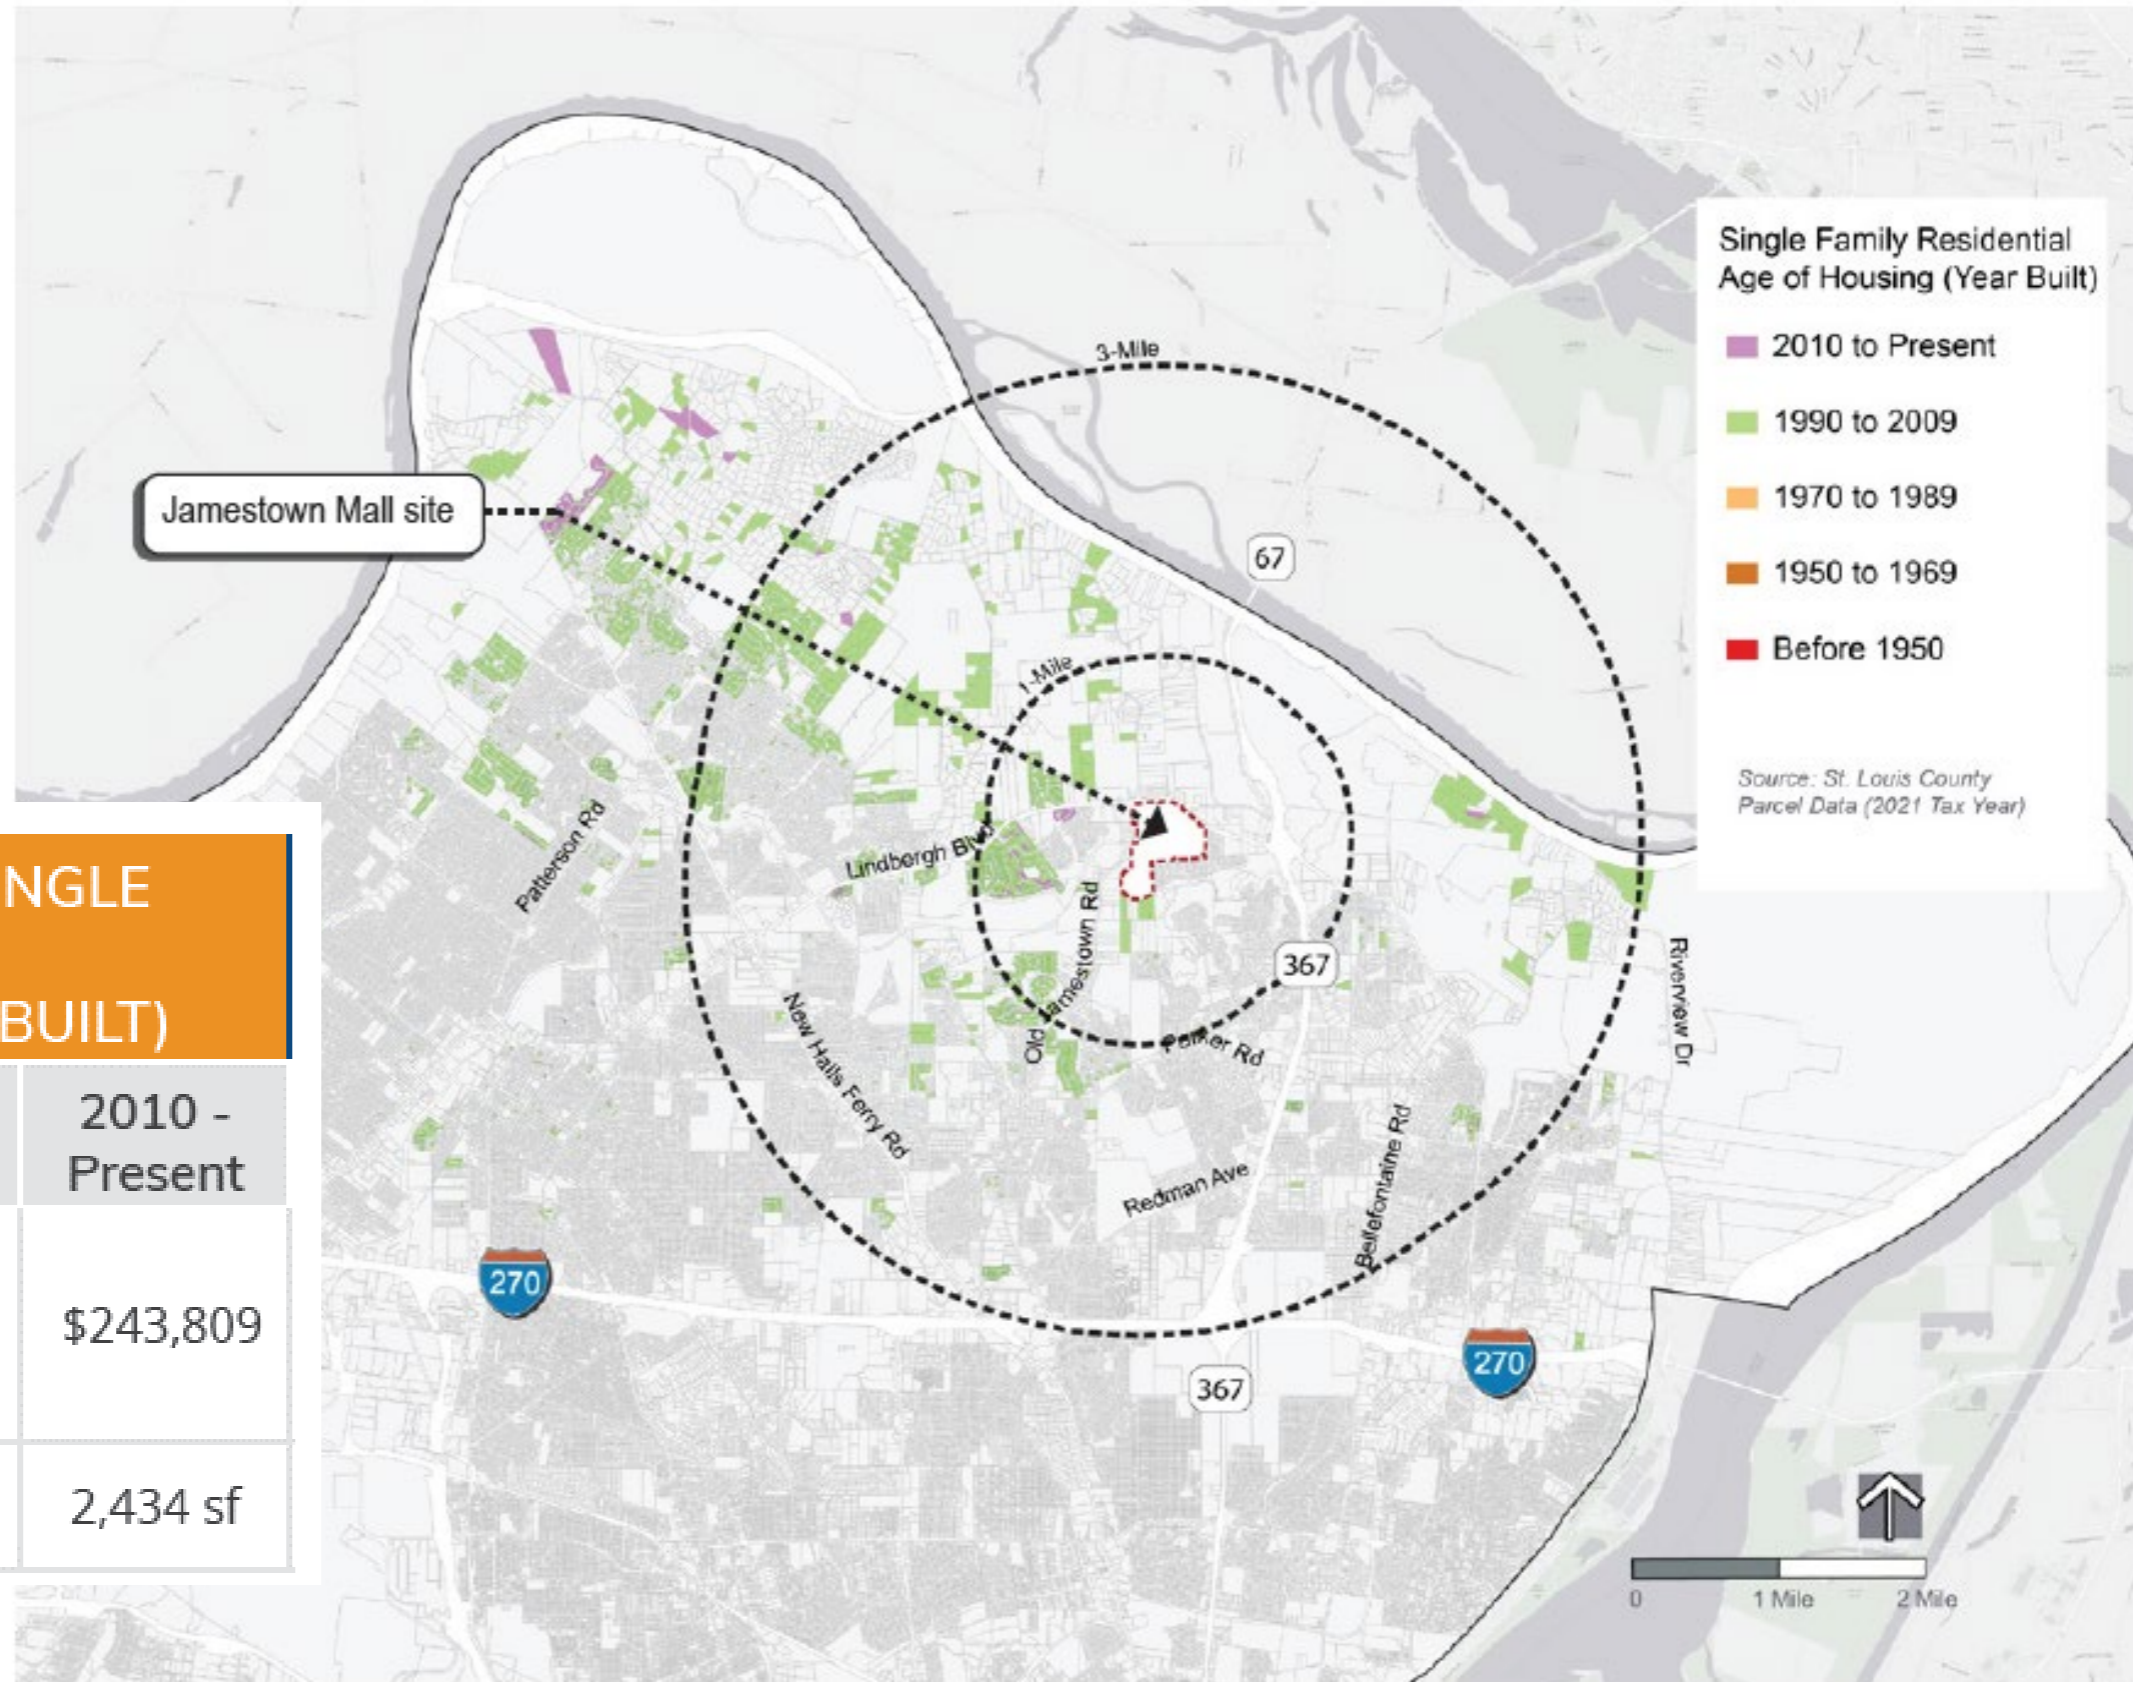 3-Mile
Single Family Residential
Age of Housing (Year Built)
2010 to Present
1990 to 2009
1970 to 1989
1950 to 1969
Before 1950
Source: St. Louis County
Parcel Data (2021 Tax Year)
Jamestown Mall site
67
1-Mile
Patterson Rd
Lindbergh Blvd
Old Jamestown Rd
367
New Halls Ferry Rd
Parker Rd
Riverview Dr
Redman Ave
Bellefontaine Rd
NGLE
BUILT)
2010 -
Present
$243,809
2,434 sf
270
270
367
0 1 Mile 2 Mile